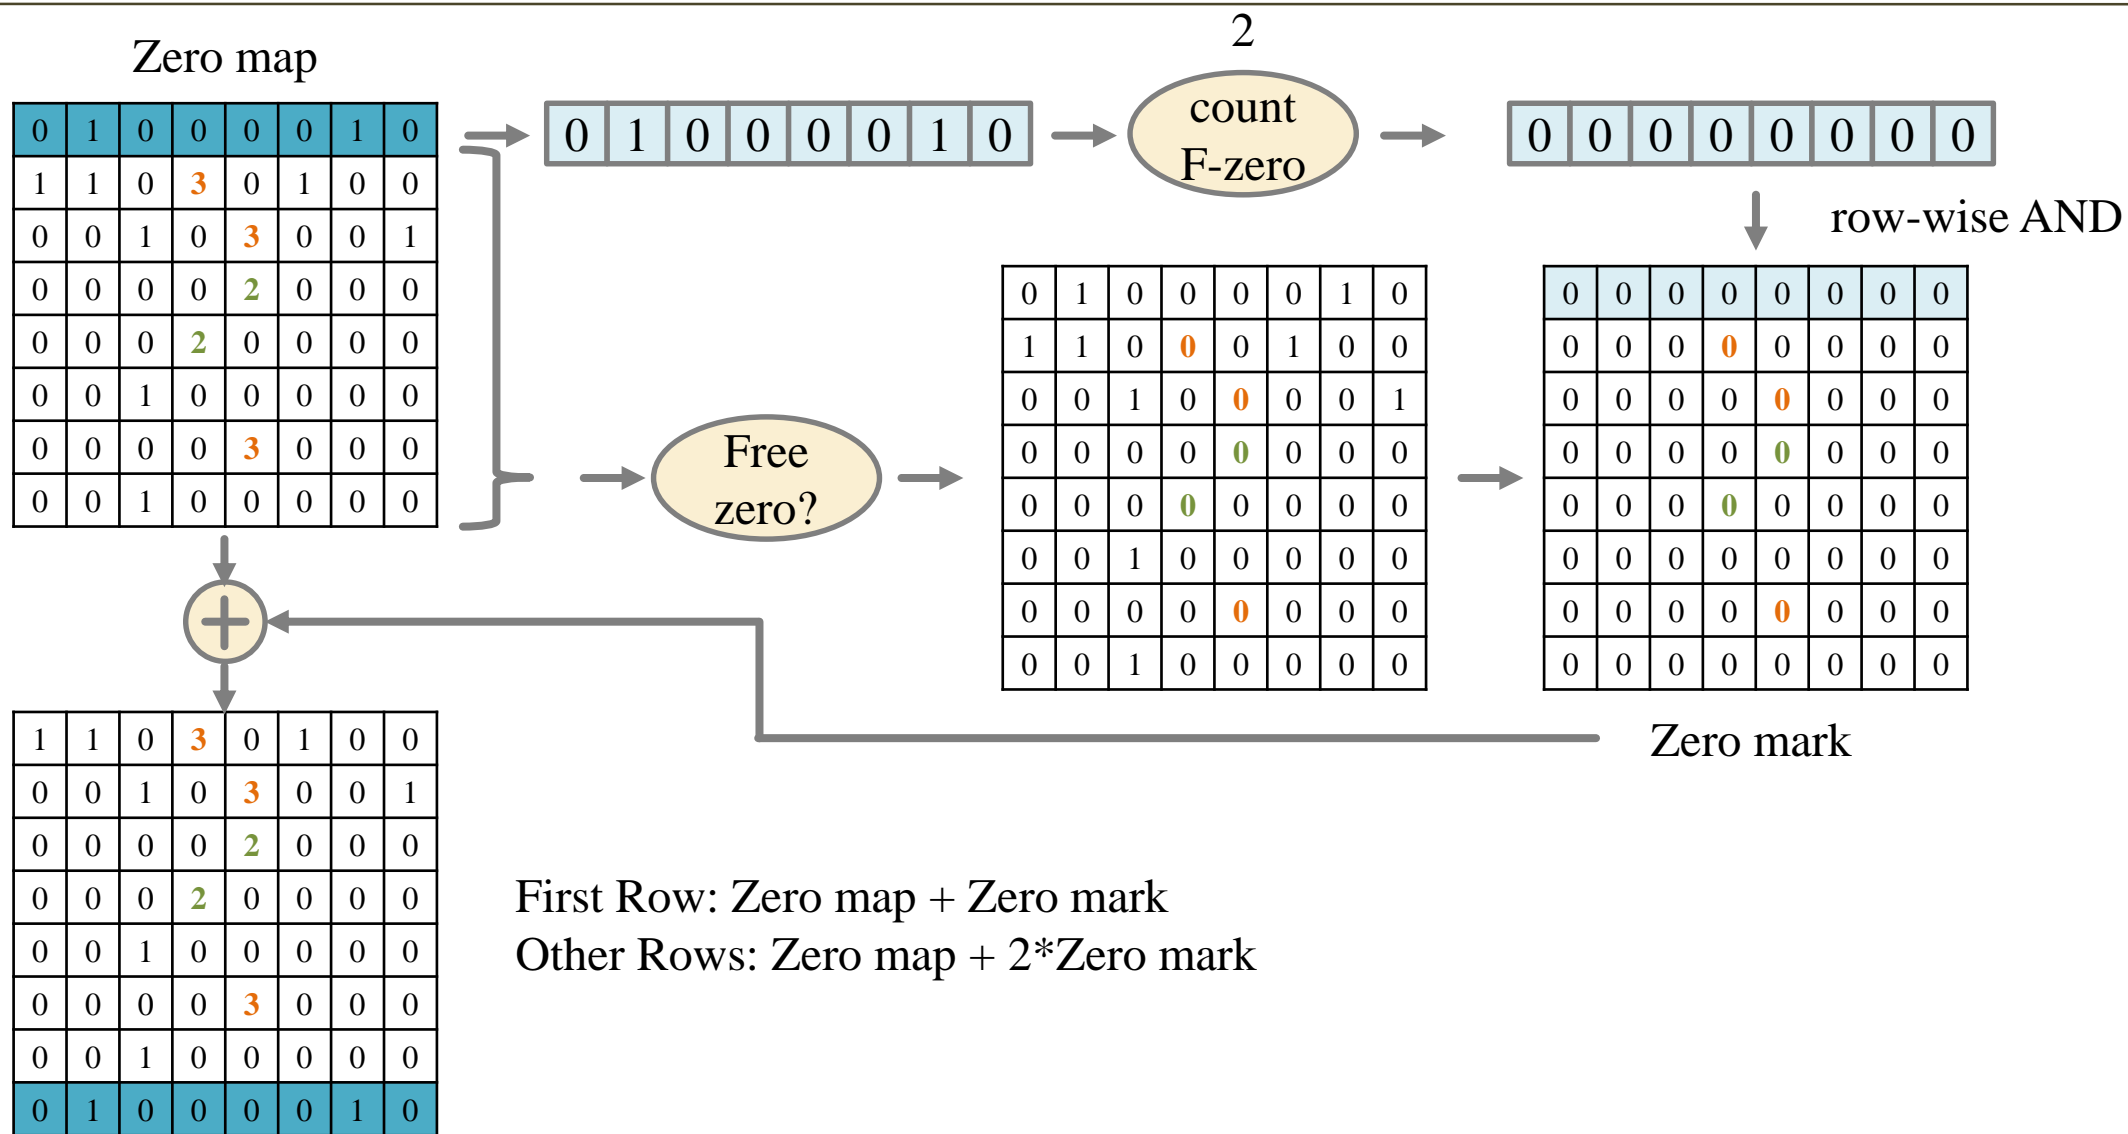 2
Zero map
0 1 0 0 0 0 1 0
1 1 0 3 0 1 0 0
0 0 1 0 3 0 0 1
0 0 0 0 2 0 0 0
0 0 0 2 0 0 0 0
0 0 1 0 0 0 0 0
0 0 0 0 3 0 0 0
0 0 1 0 0 0 0 0
0 1 0 0 0 0 1 0
count
F-zero
0 0 0 0 0 0 0 0
row-wise AND
Free
zero?
0 1 0 0 0 0 1 0
1 1 0 0 0 1 0 0
0 0 1 0 0 0 0 1
0 0 0 0 0 0 0 0
0 0 0 0 0 0 0 0
0 0 1 0 0 0 0 0
0 0 0 0 0 0 0 0
0 0 1 0 0 0 0 0
0 0 0 0 0 0 0 0
0 0 0 0 0 0 0 0
0 0 0 0 0 0 0 0
0 0 0 0 0 0 0 0
0 0 0 0 0 0 0 0
0 0 0 0 0 0 0 0
0 0 0 0 0 0 0 0
0 0 0 0 0 0 0 0
Zero mark
+
1 1 0 3 0 1 0 0
0 0 1 0 3 0 0 1
0 0 0 0 2 0 0 0
0 0 0 2 0 0 0 0
0 0 1 0 0 0 0 0
0 0 0 0 3 0 0 0
0 0 1 0 0 0 0 0
0 1 0 0 0 0 1 0
First Row: Zero map + Zero mark
Other Rows: Zero map + 2*Zero mark